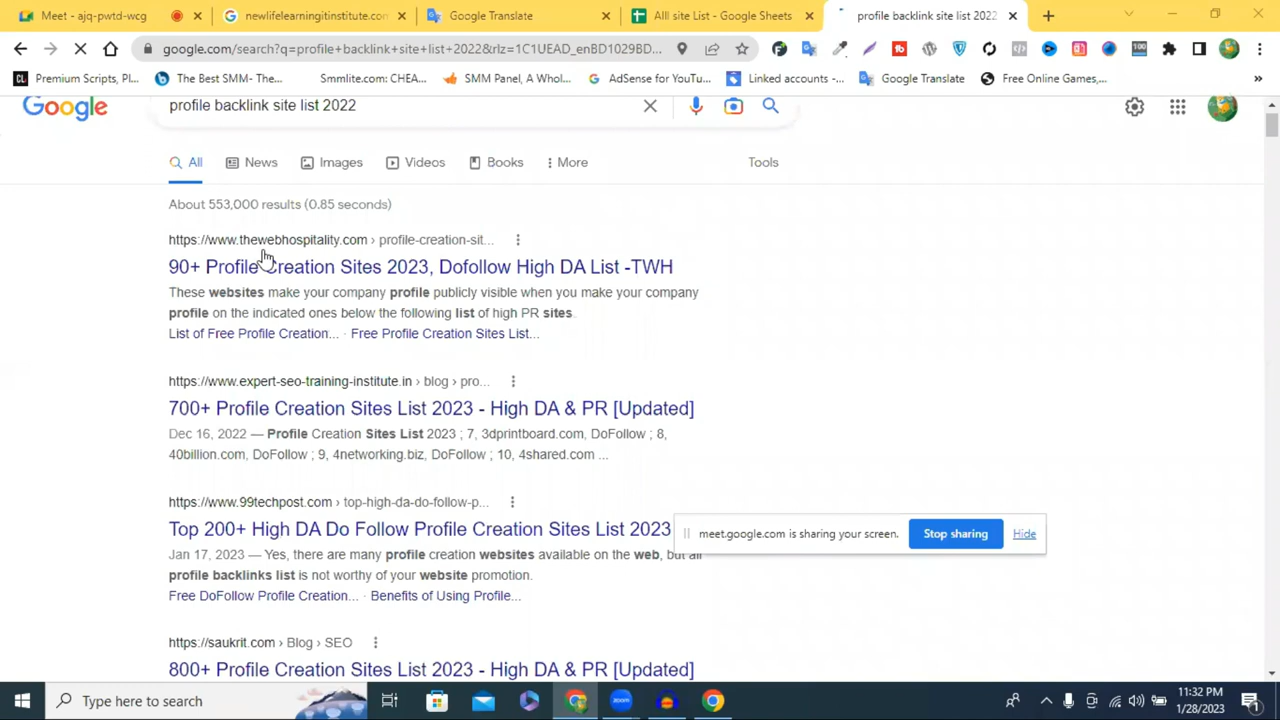 Meet - ajq-pwtd-wcg
newlifelearningitinstitute.com
Google Translate
Alll site List - Google Sheets
profile backlink site list 2022
google.com/search?q=profile+backlink+site+list+2022&rlz=1C1UEAD_enBD1029BD...
Premium Scripts, Pl...
The Best SMM- The...
Smmlite.com: CHEA...
SMM Panel, A Whol...
AdSense for YouTu...
Linked accounts -...
Google Translate
Free Online Games,...
»
Google
profile backlink site list 2022
All
News
Images
Videos
Books
More
Tools
About 553,000 results (0.85 seconds)
https://www.thewebhospitality.com › profile-creation-sit...
90+ Profile Creation Sites 2023, Dofollow High DA List -TWH
These websites make your company profile publicly visible when you make your company
profile on the indicated ones below the following list of high PR sites.
List of Free Profile Creation... · Free Profile Creation Sites List...
https://www.expert-seo-training-institute.in › blog › pro...
700+ Profile Creation Sites List 2023 - High DA & PR [Updated]
Dec 16, 2022 — Profile Creation Sites List 2023 ; 7, 3dprintboard.com, DoFollow ; 8,
40billion.com, DoFollow ; 9, 4networking.biz, DoFollow ; 10, 4shared.com ...
https://www.99techpost.com › top-high-da-do-follow-p...
Top 200+ High DA Do Follow Profile Creation Sites List 2023
Jan 17, 2023 — Yes, there are many profile creation websites available on the web, but all
profile backlinks list is not worthy of your website promotion.
Free DoFollow Profile Creation... · Benefits of Using Profile...
meet.google.com is sharing your screen.
Stop sharing
Hide
https://saukrit.com › Blog › SEO
800+ Profile Creation Sites List 2023 - High DA & PR [Updated]
Type here to search
11:32 PM
1/28/2023